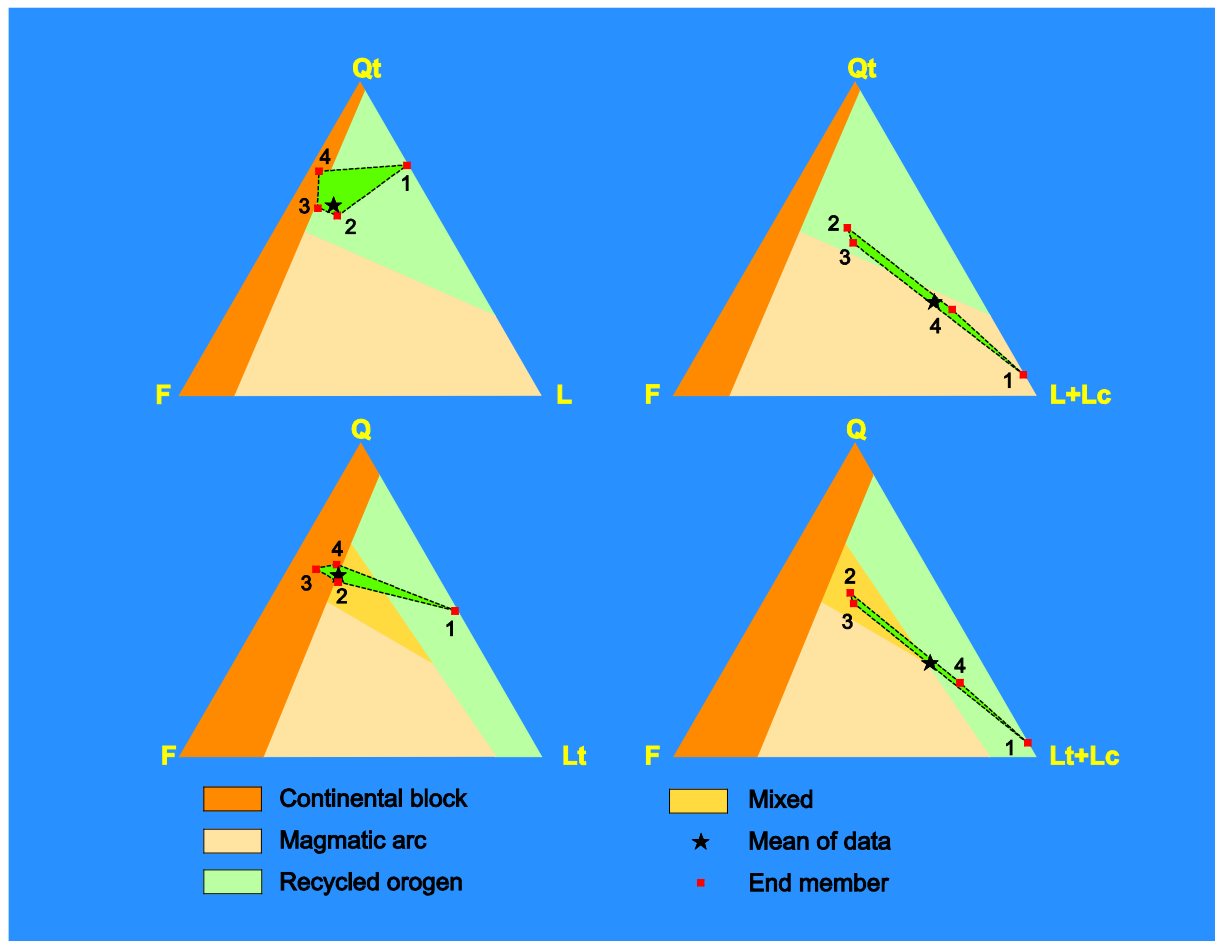 Qt
4
1
3
2
F
L
Qt
2
3
4
1
F
L+Lc
Q
4
3
2
1
F
Lt
Q
2
3
4
1
F
Lt+Lc
Continental block
Magmatic arc
Recycled orogen
Mixed
Mean of data
End member